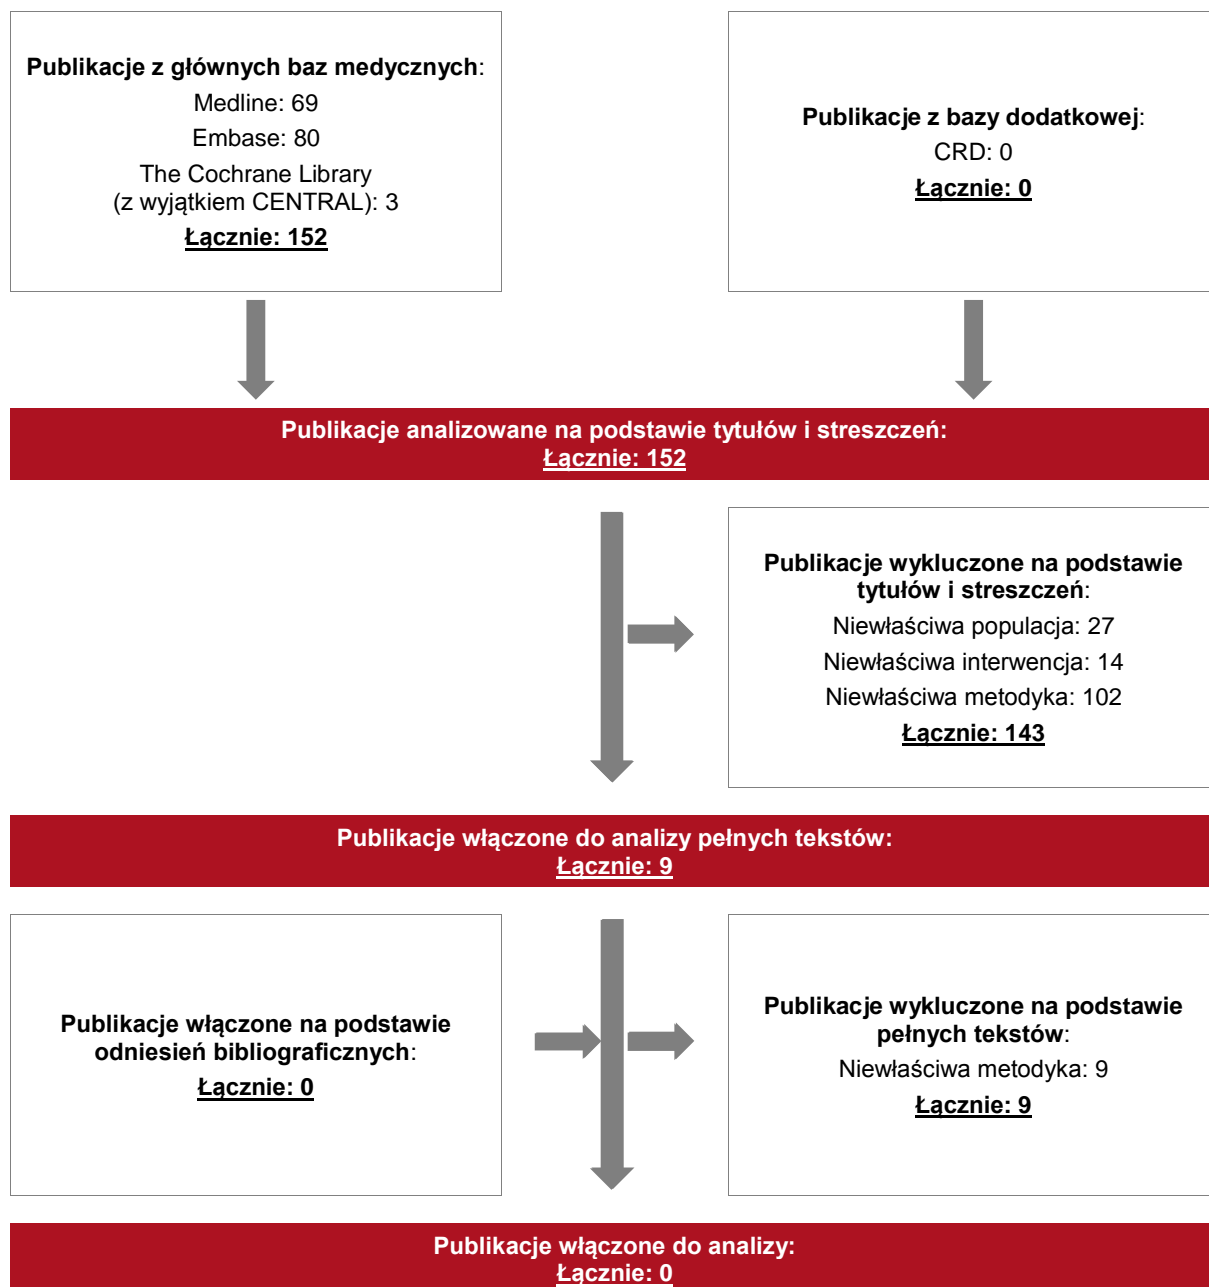 Publikacje z głównych baz medycznych:
Medline: 69
Embase: 80
The Cochrane Library
(z wyjątkiem CENTRAL): 3
Łącznie: 152
Publikacje z bazy dodatkowej:
CRD: 0
Łącznie: 0
Publikacje analizowane na podstawie tytułów i streszczeń:
Łącznie: 152
Publikacje wykluczone na podstawie
tytułów i streszczeń:
Niewłaściwa populacja: 27
Niewłaściwa interwencja: 14
Niewłaściwa metodyka: 102
Łącznie: 143
Publikacje włączone do analizy pełnych tekstów:
Łącznie: 9
Publikacje włączone na podstawie
odniesień bibliograficznych:
Łącznie: 0
Publikacje wykluczone na podstawie
pełnych tekstów:
Niewłaściwa metodyka: 9
Łącznie: 9
Publikacje włączone do analizy:
Łącznie: 0